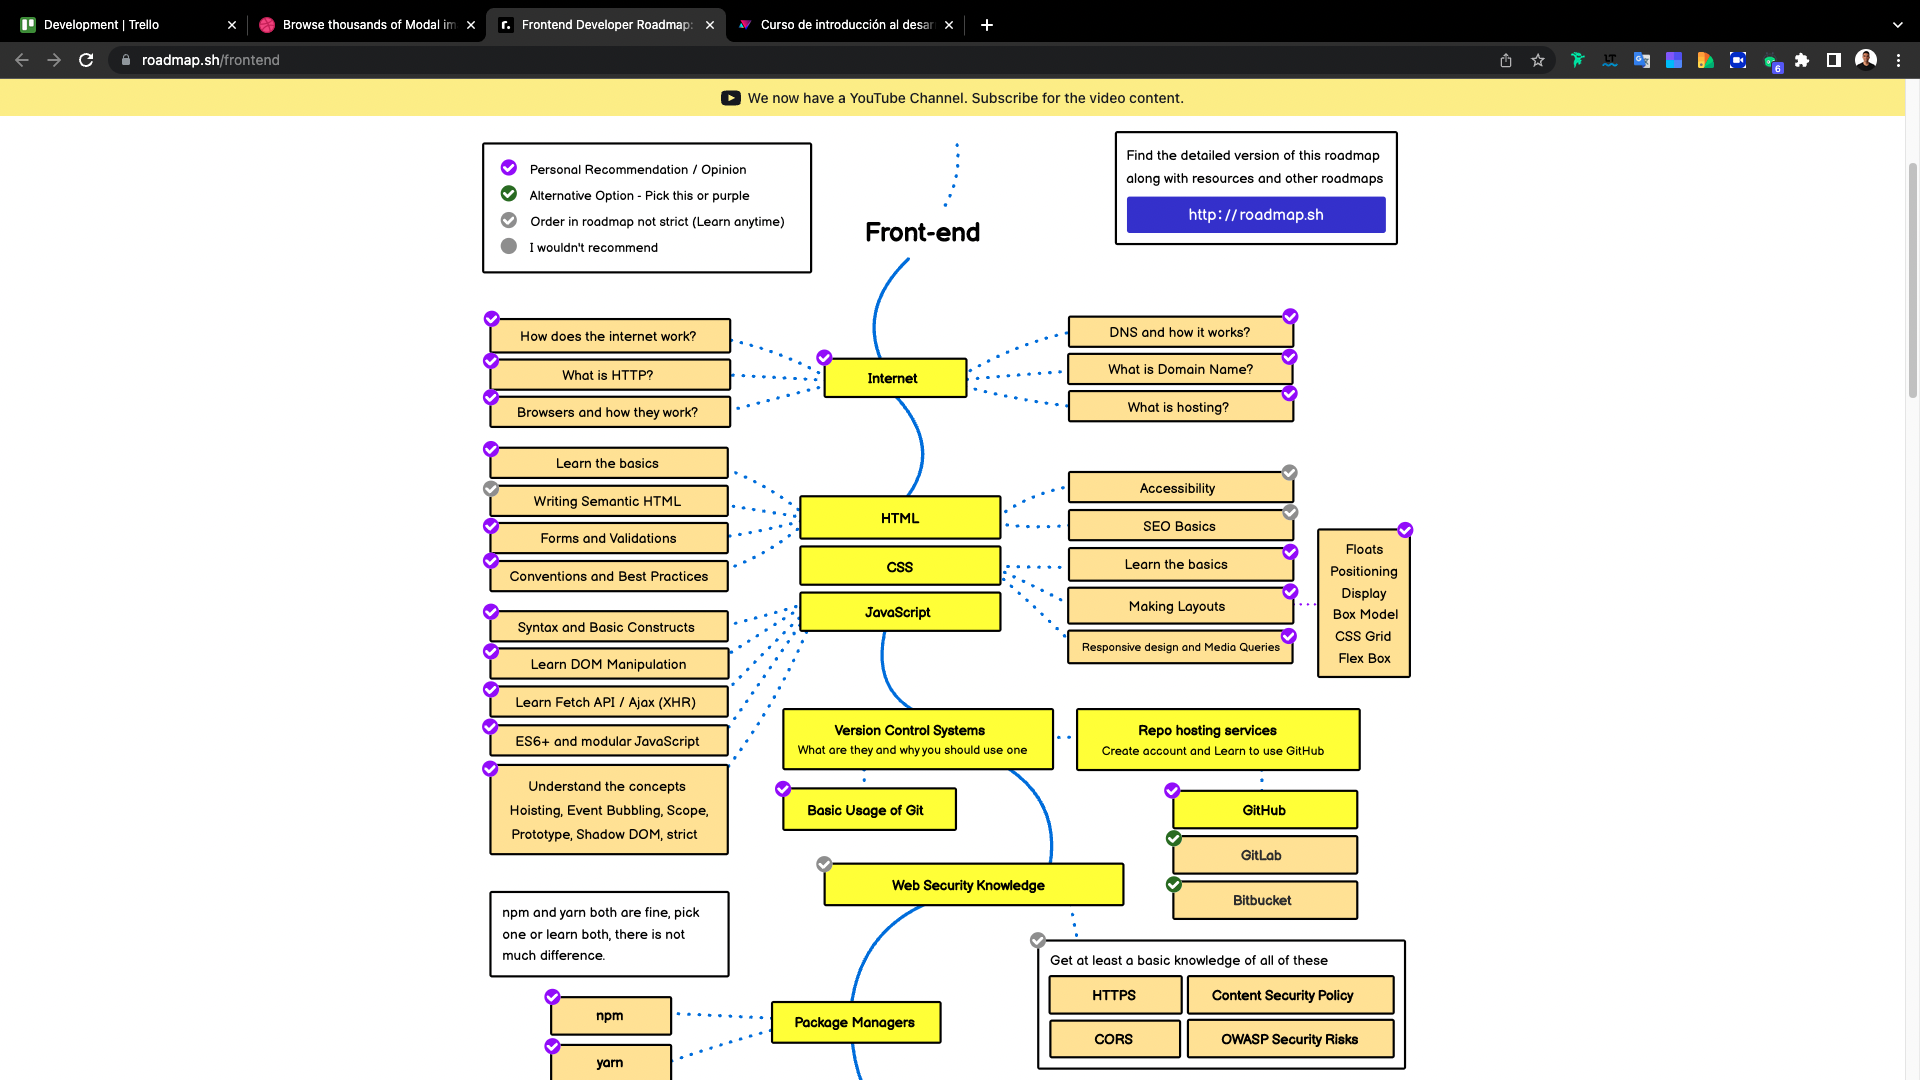 Development | Trello
Browse thousands of Modal im
Frontend Developer Roadmap:
Curso de introducción al desar
roadmap.sh/frontend
6
We now have a YouTube Channel. Subscribe for the video content.
Personal Recommendation / Opinion
Alternative Option - Pick this or purple
Order in roadmap not strict (Learn anytime)
I wouldn't recommend
Front-end
Find the detailed version of this roadmap
along with resources and other roadmaps
http://roadmap.sh
How does the internet work?
What is HTTP?
Browsers and how they work?
Internet
DNS and how it works?
What is Domain Name?
What is hosting?
Learn the basics
Writing Semantic HTML
Forms and Validations
Conventions and Best Practices
HTML
CSS
JavaScript
Accessibility
SEO Basics
Learn the basics
Making Layouts
Responsive design and Media Queries
Floats
Positioning
Display
Box Model
CSS Grid
Flex Box
Syntax and Basic Constructs
Learn DOM Manipulation
Learn Fetch API / Ajax (XHR)
ES6+ and modular JavaScript
Understand the concepts
Hoisting, Event Bubbling, Scope,
Prototype, Shadow DOM, strict
Version Control Systems
What are they and why you should use one
Repo hosting services
Create account and Learn to use GitHub
Basic Usage of Git
GitHub
GitLab
Bitbucket
Web Security Knowledge
npm and yarn both are fine, pick
one or learn both, there is not
much difference.
Get at least a basic knowledge of all of these
HTTPS
Content Security Policy
CORS
OWASP Security Risks
npm
yarn
Package Managers